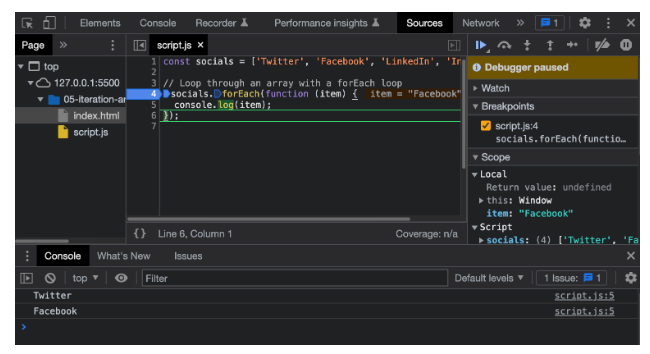 Elements Console Recorder Performance insights Sources Network » 1
Page » script.js ×
top
127.0.0.1:5500
05-iteration-ar
index.html
script.js
1 const socials = ['Twitter', 'Facebook', 'LinkedIn', 'In
2
3 // Loop through an array with a forEach loop
4 socials.forEach(function (item) { item = "Facebook"
5 console.log(item);
6 });
7
{ } Line 6, Column 1 Coverage: n/a
Debugger paused
Watch
Breakpoints
script.js:4
socials.forEach(functio…
Scope
Local
Return value: undefined
this: Window
item: "Facebook"
Script
socials: (4) ['Twitter', 'Fa
Console What's New Issues
top Filter Default levels 1 Issue: 1
Twitter script.js:5
Facebook script.js:5